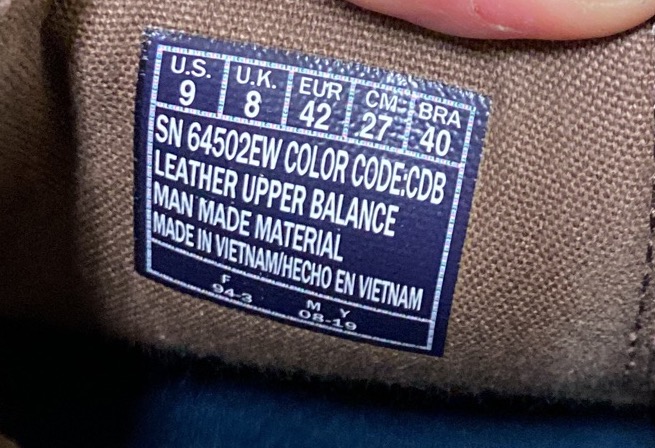 U.S. U.K. EUR CM BRA
9 8 42 27 40
SN 64502EW COLOR CODE:CDB
LEATHER UPPER BALANCE
MAN MADE MATERIAL
MADE IN VIETNAM/HECHO EN VIETNAM
F M Y
94-3 08-19